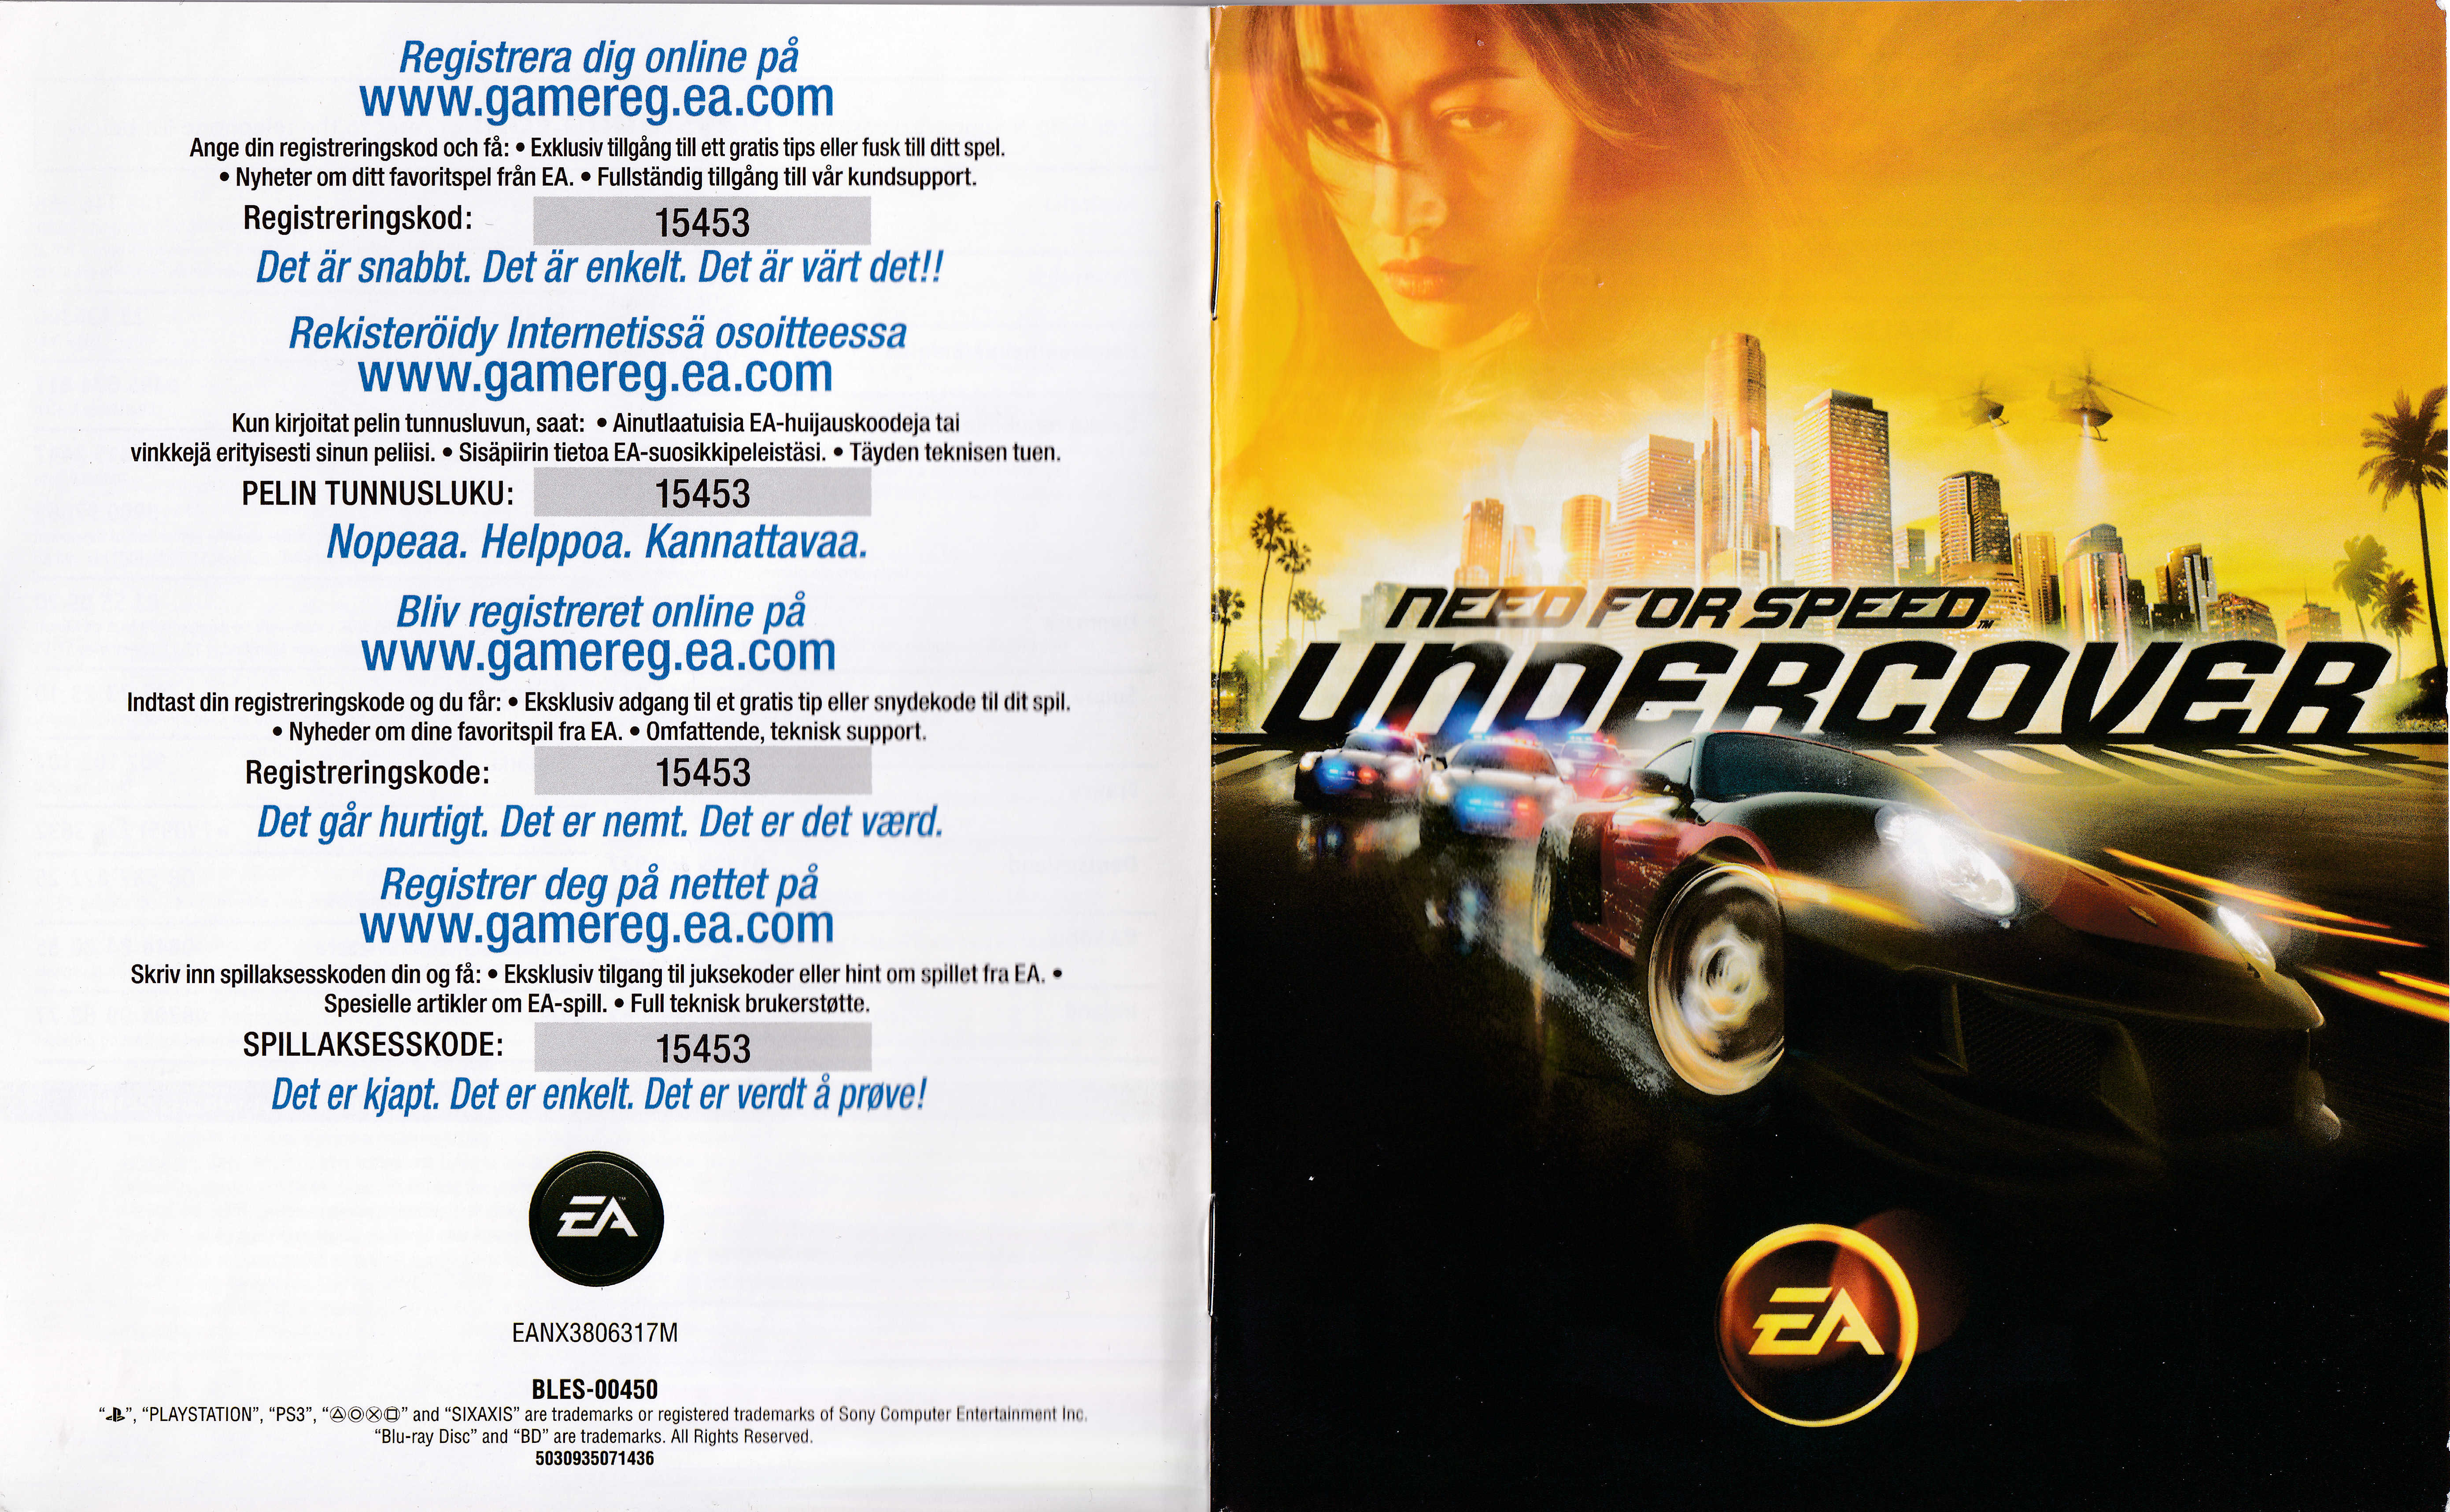 Registrera dig online på
www.gamereg.ea.com
Ange din registreringskod och få: • Exklusiv tillgång till ett gratis tips eller fusk till ditt spel.
• Nyheter om ditt favoritspel från EA. • Fullständig tillgång till vår kundsupport.
Registreringskod: 15453
Det är snabbt. Det är enkelt. Det är värt det!!
Rekisteröidy Internetissä osoitteessa
www.gamereg.ea.com
Kun kirjoitat pelin tunnusluvun, saat: • Ainutlaatuisia EA-huijauskoodeja tai
vinkkejä erityisesti sinun peliisi. • Sisäpiirin tietoa EA-suosikkipeleistäsi. • Täyden teknisen tuen.
PELIN TUNNUSLUKU: 15453
Nopeaa. Helppoa. Kannattavaa.
Bliv registreret online på
www.gamereg.ea.com
Indtast din registreringskode og du får: • Eksklusiv adgang til et gratis tip eller snydekode til dit spil.
• Nyheder om dine favoritspil fra EA. • Omfattende, teknisk support.
Registreringskode: 15453
Det går hurtigt. Det er nemt. Det er det værd.
Registrer deg på nettet på
www.gamereg.ea.com
Skriv inn spillaksesskoden din og få: • Eksklusiv tilgang til juksekoder eller hint om spillet fra EA. •
Spesielle artikler om EA-spill. • Full teknisk brukerstøtte.
SPILLAKSESSKODE: 15453
Det er kjapt. Det er enkelt. Det er verdt å prøve!
EA™
EANX3806317M
BLES-00450
“”, “PLAYSTATION”, “PS3”, “△○✕□” and “SIXAXIS” are trademarks or registered trademarks of Sony Computer Entertainment Inc.
“Blu-ray Disc” and “BD” are trademarks. All Rights Reserved.
5030935071436
NEED FOR SPEED™
UNDERCOVER
EA